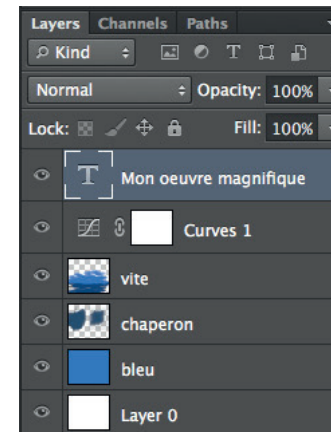 Layers Channels Paths
Kind T
Normal Opacity: 100%
Lock: Fill: 100%
T Mon oeuvre magnifique
Curves 1
vite
chaperon
bleu
Layer 0